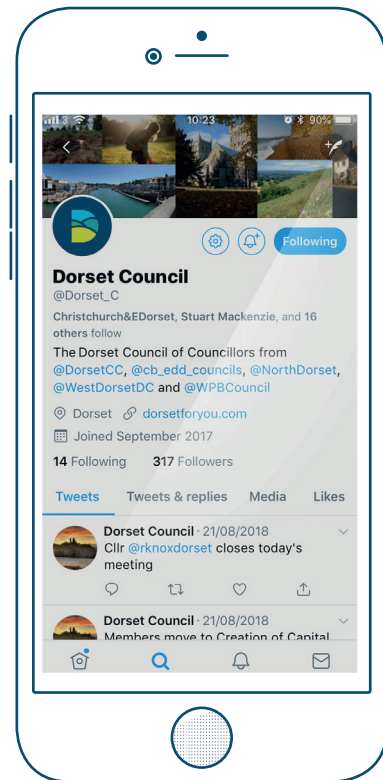 3 10:23 90%
Following
Dorset Council
@Dorset_C
Christchurch&EDorset, Stuart Mackenzie, and 16
others follow
The Dorset Council of Councillors from
@DorsetCC, @cb_edd_councils, @NorthDorset,
@WestDorsetDC and @WPBCouncil
Dorset dorsetforyou.com
Joined September 2017
14 Following 317 Followers
Tweets Tweets & replies Media Likes
Dorset Council · 21/08/2018
Cllr @rknoxdorset closes today's
meeting
Dorset Council · 21/08/2018
Members move to Creation of Capital